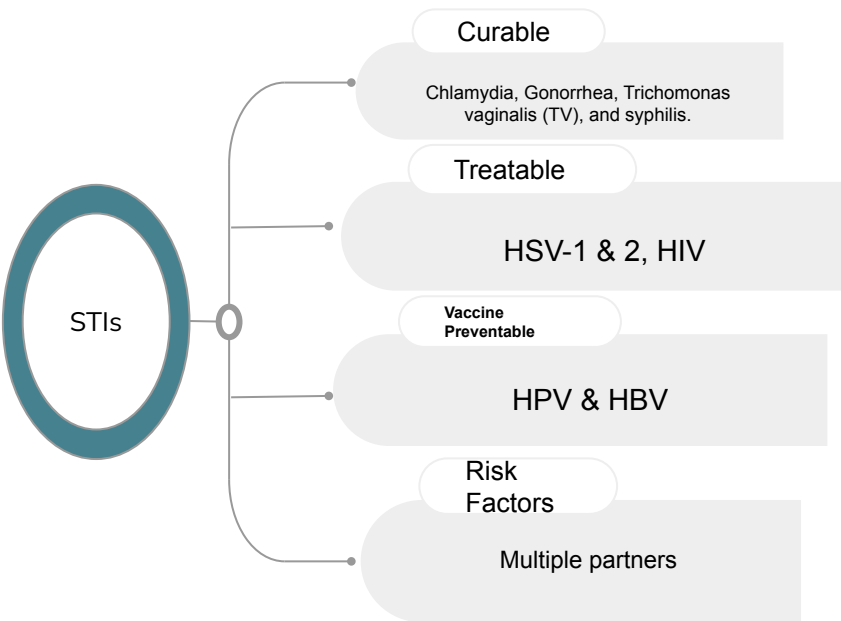 Curable
Chlamydia, Gonorrhea, Trichomonas
vaginalis (TV), and syphilis.
Treatable
HSV-1 & 2, HIV
STIs
Vaccine
Preventable
HPV & HBV
Risk
Factors
Multiple partners